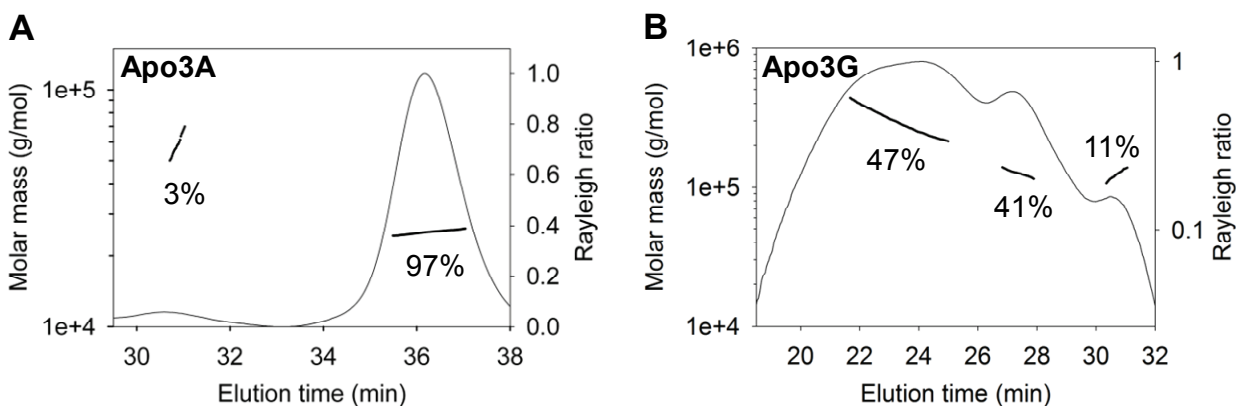 A
Apo3A
Molar mass (g/mol)
1e+5
1e+4
3%
97%
1.0
0.8
0.6
0.4
0.2
0.0
Rayleigh ratio
30 32 34 36 38
Elution time (min)
B
Apo3G
Molar mass (g/mol)
1e+6
1e+5
1e+4
47%
41%
11%
1
0.1
Rayleigh ratio
20 22 24 26 28 30 32
Elution time (min)